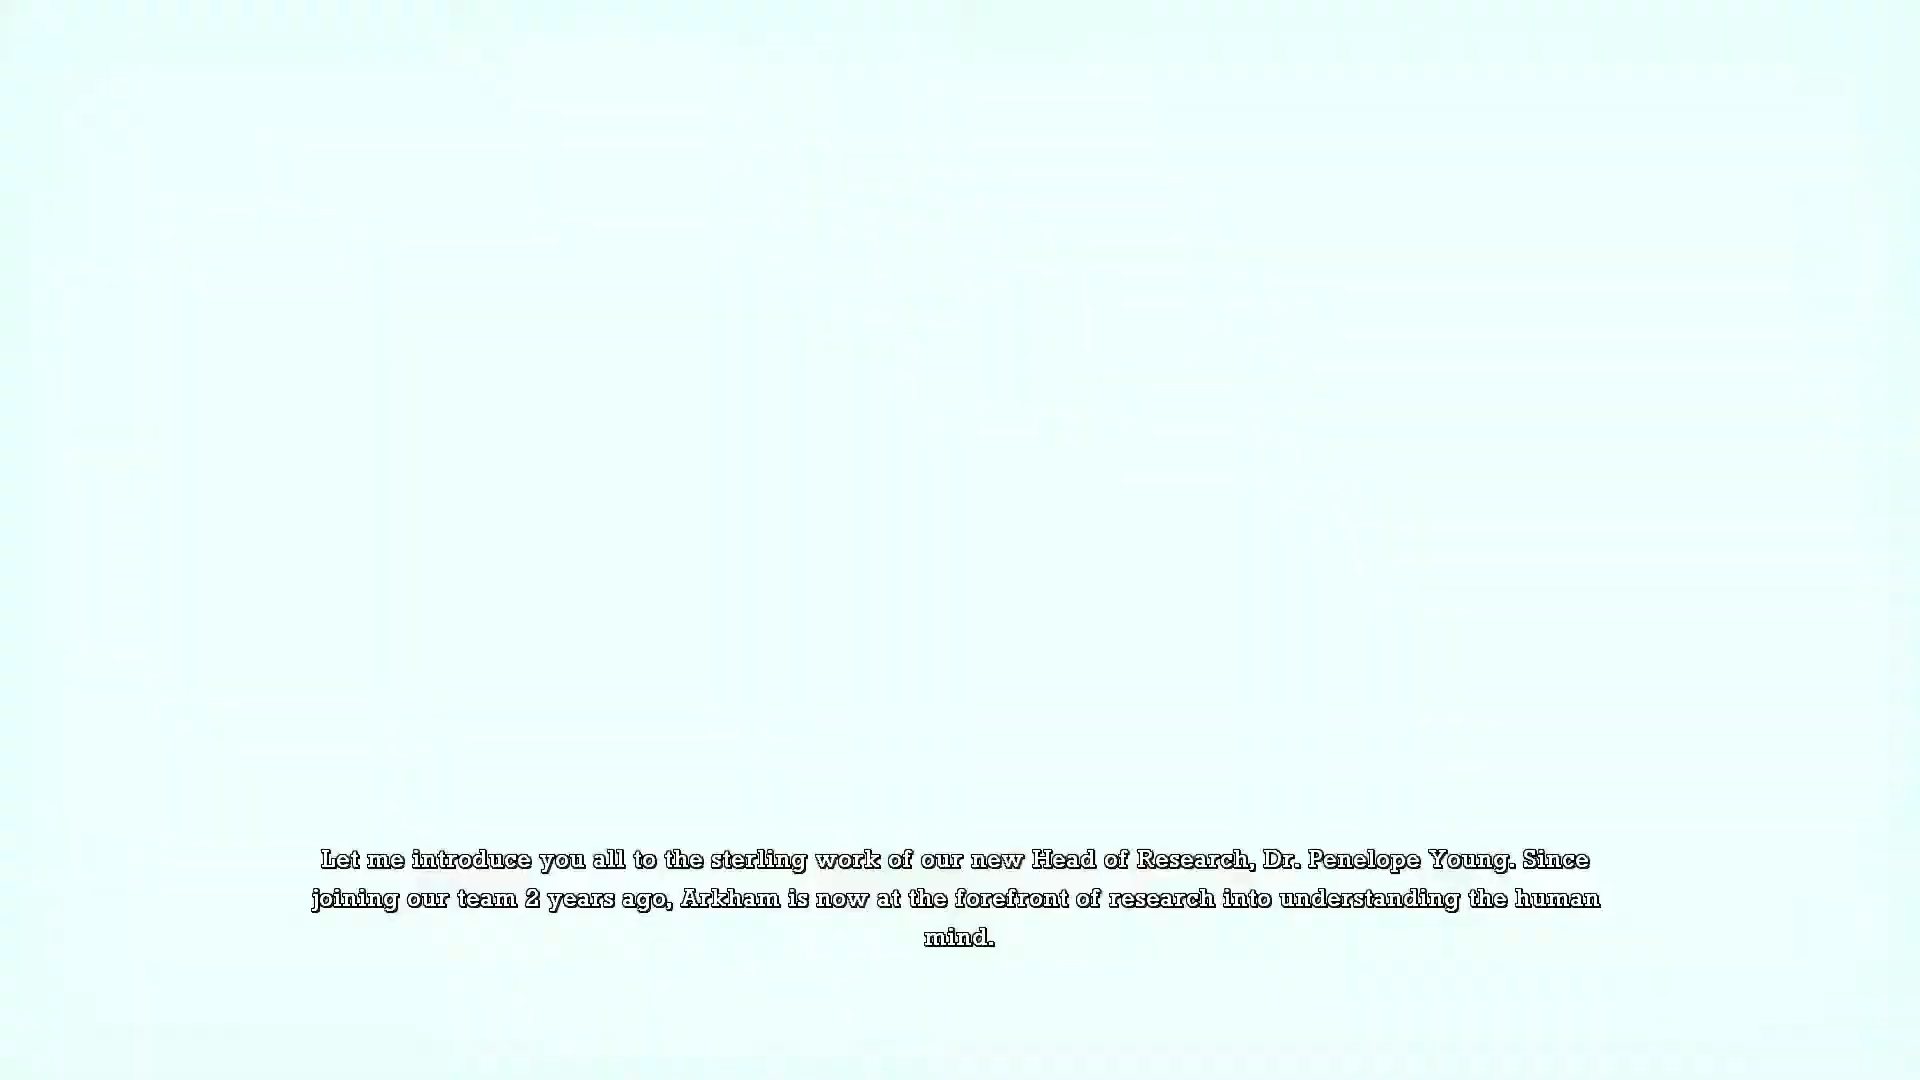 Let me introduce you all to the sterling work of our new Head of Research, Dr. Penelope Young. Since
joining our team 2 years ago, Arkham is now at the forefront of research into understanding the human
mind.